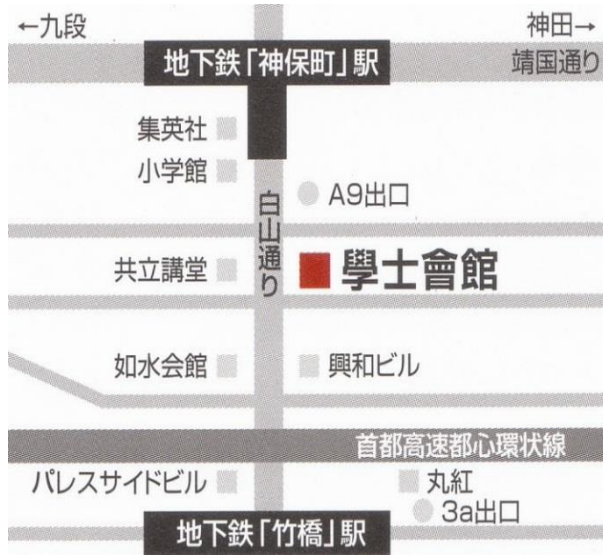 ←九段
神田→
地下鉄「神保町」駅
靖国通り
集英社
小学館
A9出口
白山通り
共立講堂
學士會館
如水会館
興和ビル
首都高速都心環状線
パレスサイドビル
丸紅
3a出口
地下鉄「竹橋」駅